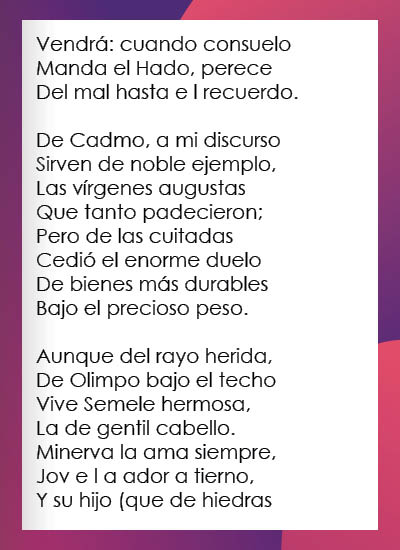 Vendrá: cuando consuelo
Manda el Hado, perece
Del mal hasta e l recuerdo.

De Cadmo, a mi discurso
Sirven de noble ejemplo,
Las vírgenes augustas
Que tanto padecieron;
Pero de las cuitadas
Cedió el enorme duelo
De bienes más durables
Bajo el precioso peso.

Aunque del rayo herida,
De Olimpo bajo el techo
Vive Semele hermosa,
La de gentil cabello.
Minerva la ama siempre,
Jov e l a ador a tierno,
Y su hijo (que de hiedras